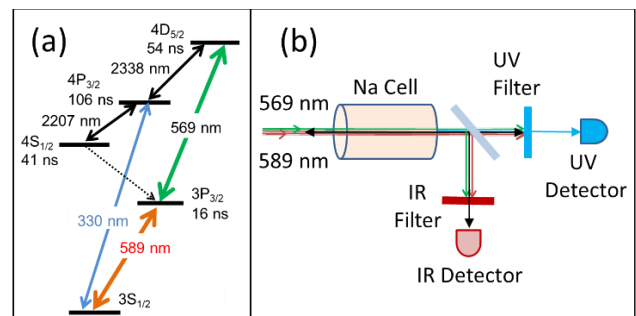 (a)
4D5/2
54 ns
2338 nm
4P3/2
106 ns
2207 nm
569 nm
4S1/2
41 ns
3P3/2
16 ns
330 nm
589 nm
3S1/2
(b)
UV
Filter
Na Cell
569 nm
589 nm
UV
Detector
IR
Filter
IR Detector